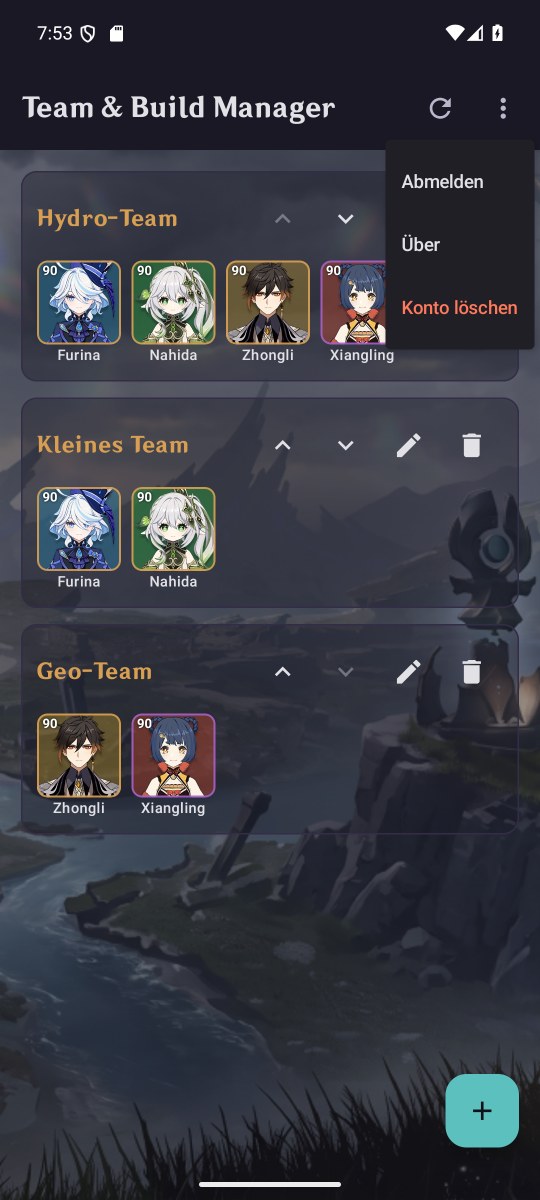 7:53
Team & Build Manager
Abmelden
Über
Konto löschen
Hydro-Team
90 90 90 90
Furina Nahida Zhongli Xiangling
Kleines Team
90 90
Furina Nahida
Geo-Team
90 90
Zhongli Xiangling